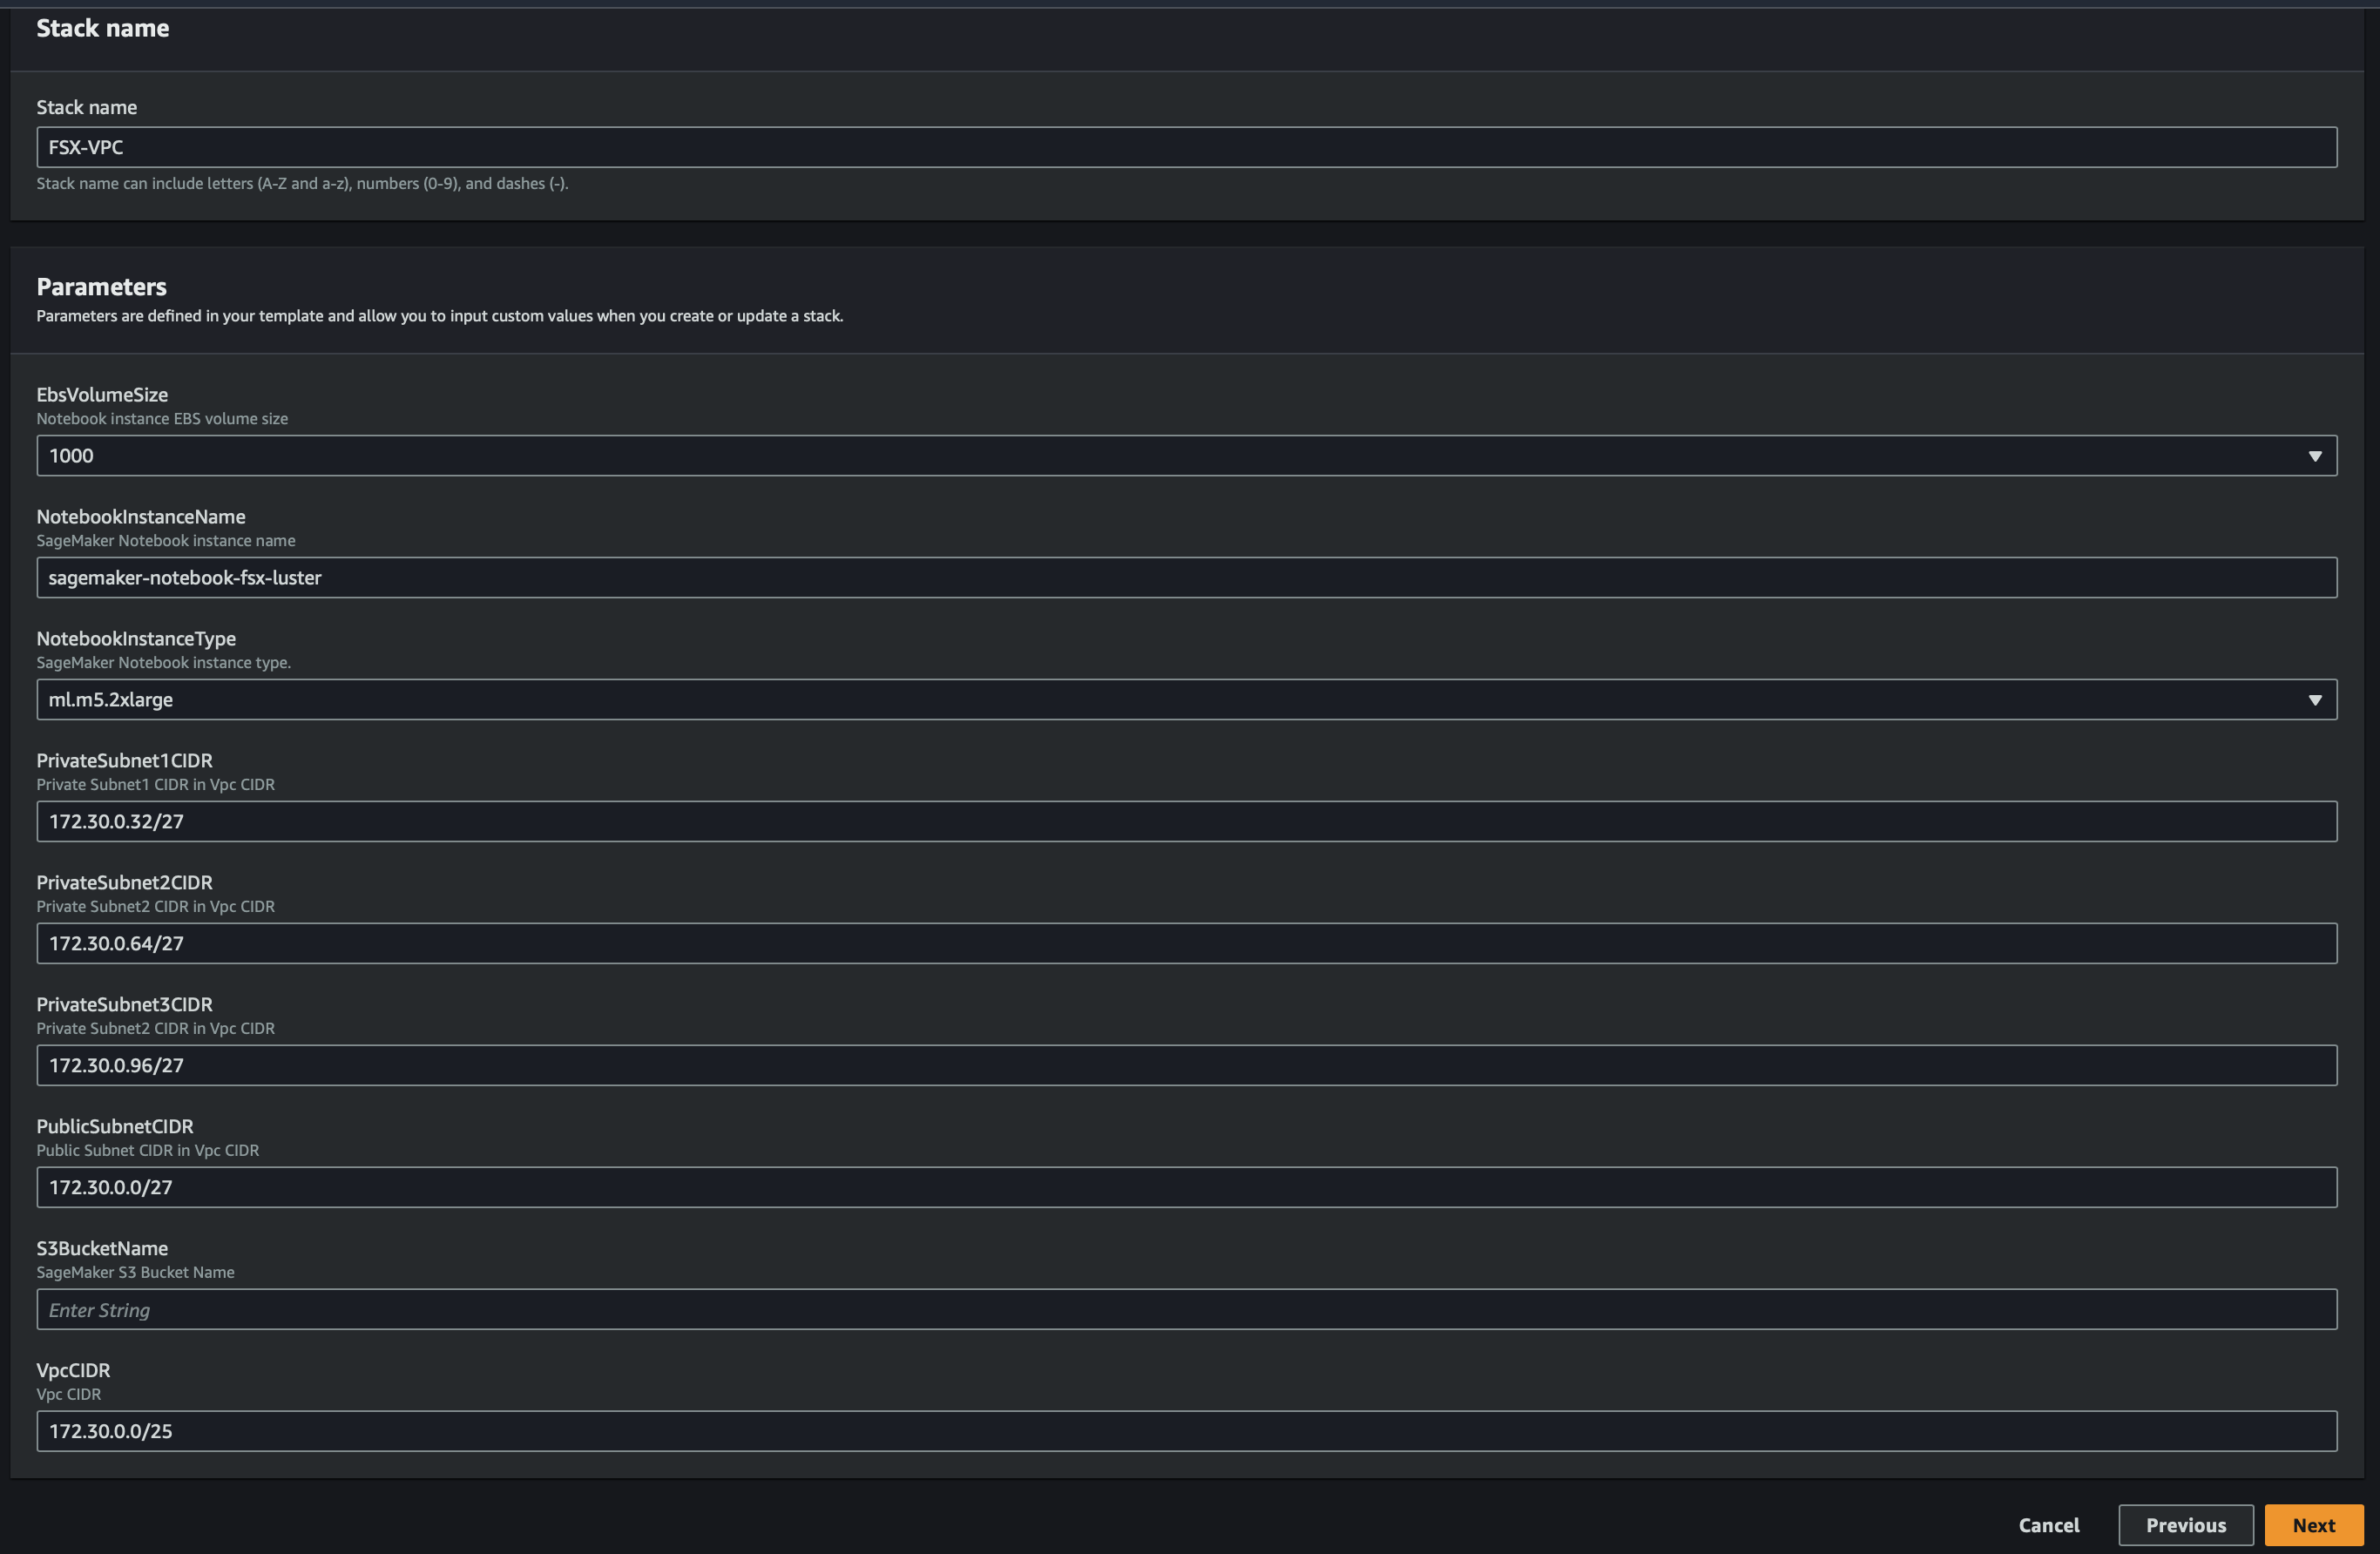 Stack name
Stack name
FSX-VPC
Stack name can include letters (A-Z and a-z), numbers (0-9), and dashes (-).
Parameters
Parameters are defined in your template and allow you to input custom values when you create or update a stack.
EbsVolumeSize
Notebook instance EBS volume size
1000
NotebookInstanceName
SageMaker Notebook instance name
sagemaker-notebook-fsx-luster
NotebookInstanceType
SageMaker Notebook instance type.
ml.m5.2xlarge
PrivateSubnet1CIDR
Private Subnet1 CIDR in Vpc CIDR
172.30.0.32/27
PrivateSubnet2CIDR
Private Subnet2 CIDR in Vpc CIDR
172.30.0.64/27
PrivateSubnet3CIDR
Private Subnet2 CIDR in Vpc CIDR
172.30.0.96/27
PublicSubnetCIDR
Public Subnet CIDR in Vpc CIDR
172.30.0.0/27
S3BucketName
SageMaker S3 Bucket Name
Enter String
VpcCIDR
Vpc CIDR
172.30.0.0/25
Cancel Previous Next